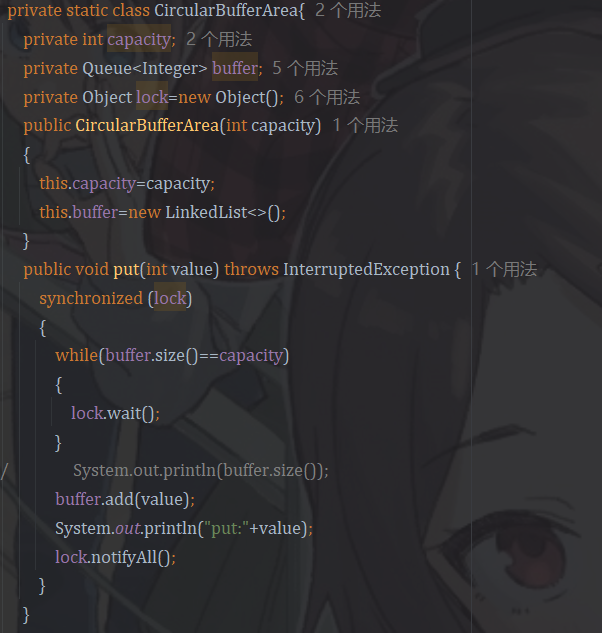 private static class CircularBufferArea{ 2 个用法
private int capacity; 2 个用法
private Queue<Integer> buffer; 5 个用法
private Object lock=new Object(); 6 个用法
public CircularBufferArea(int capacity) 1 个用法
{
this.capacity=capacity;
this.buffer=new LinkedList<>();
}
public void put(int value) throws InterruptedException { 1 个用法
synchronized (lock)
{
while(buffer.size()==capacity)
{
lock.wait();
}
/ System.out.println(buffer.size());
buffer.add(value);
System.out.println("put:"+value);
lock.notifyAll();
}
}